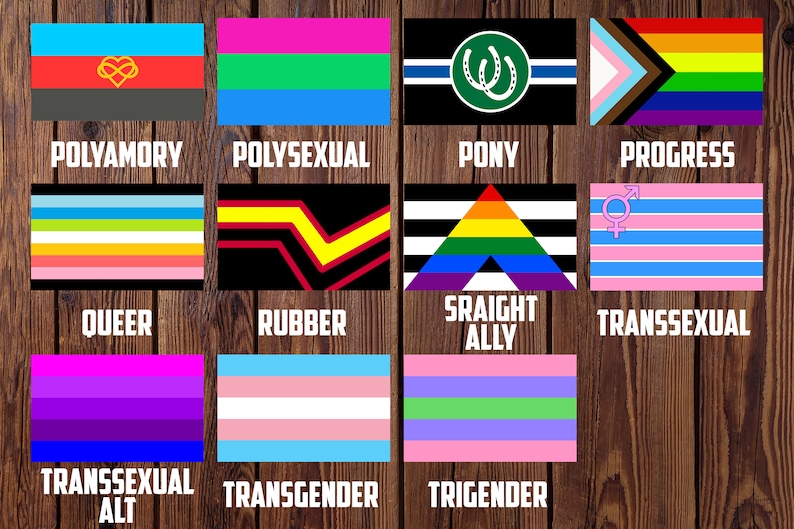 POLYAMORY
POLYSEXUAL
PONY
PROGRESS
QUEER
RUBBER
SRAIGHT
ALLY
TRANSSEXUAL
TRANSSEXUAL
ALT
TRANSGENDER
TRIGENDER